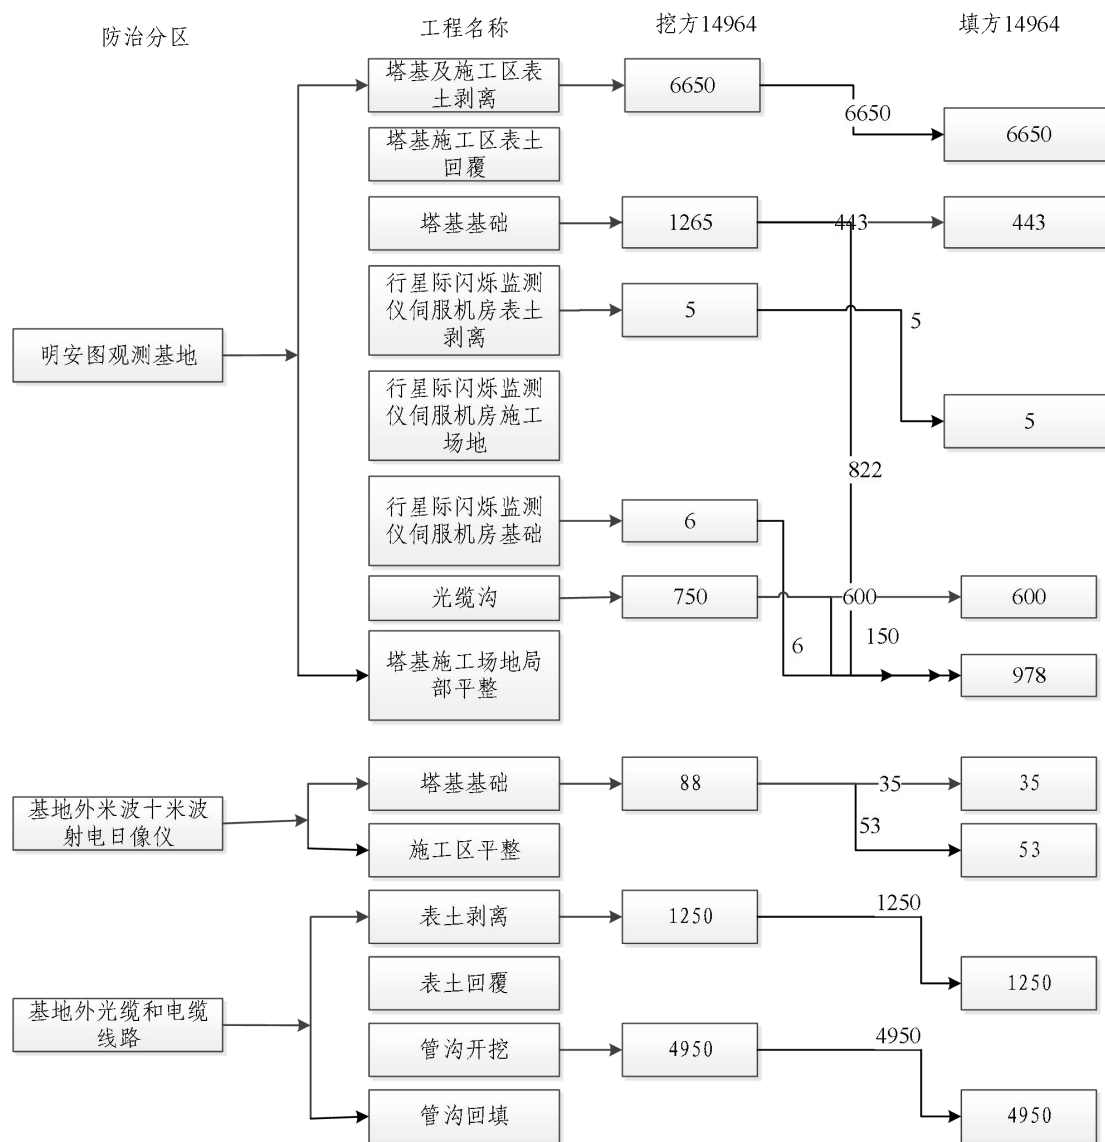 防治分区
工程名称
挖方14964
填方14964
塔基及施工区表
土剥离
6650
6650
6650
塔基施工区表土
回覆
塔基基础
1265
443
443
行星际闪烁监测
仪伺服机房表土
剥离
5
5
明安图观测基地
行星际闪烁监测
仪伺服机房施工
场地
5
822
行星际闪烁监测
仪伺服机房基础
6
光缆沟
750
600
600
塔基施工场地局
部平整
6
150
978
基地外米波十米波
射电日像仪
塔基基础
88
35
35
53
施工区平整
53
表土剥离
1250
1250
表土回覆
1250
基地外光缆和电缆
线路
管沟开挖
4950
4950
管沟回填
4950